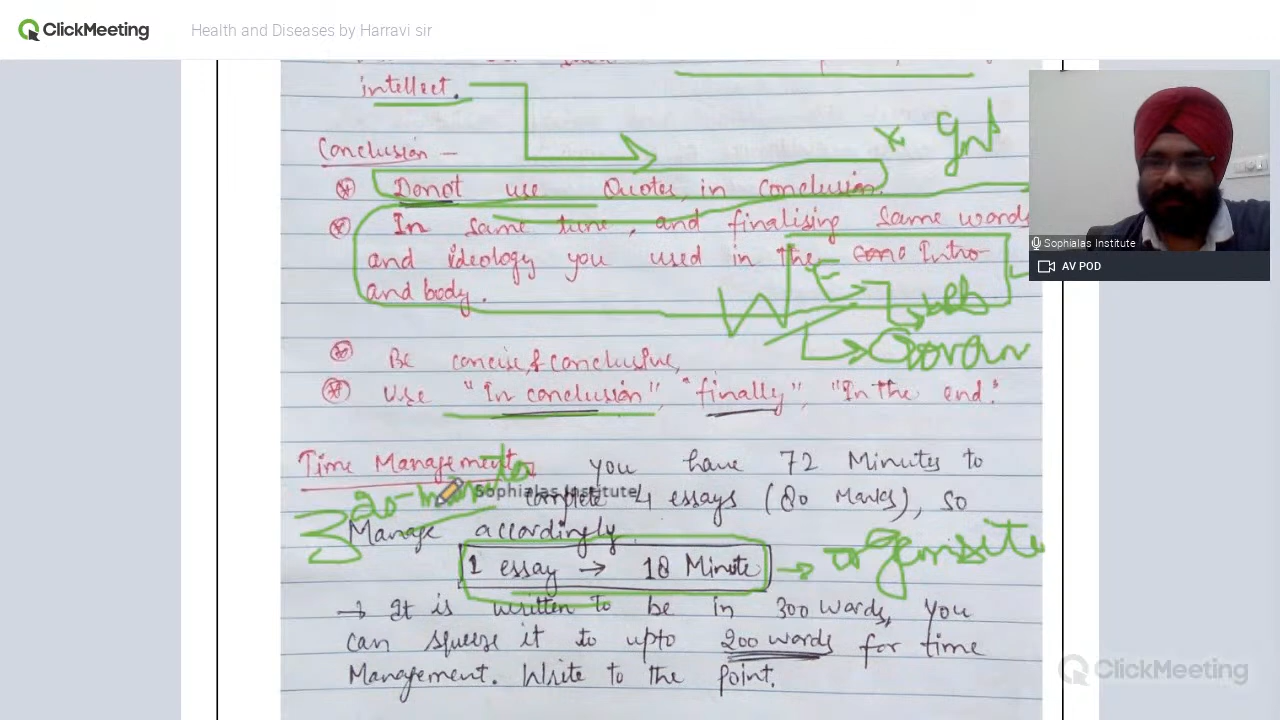 ClickMeeting
Health and Diseases by Harravi sir
intellect.
Conclusion –
Donot use Quotes, in conclusion.
In same tune, and finalising same words
and ideology you used in the Intro
and body.
Be concise, & conclusive,
Use "In conclusion", "finally", "In the end."
Time Management you have 72 Minutes to
Sophialas Institute
complete 4 essays (80 Marks), so
Manage accordingly.
1 essay → 18 Minute
→ It is written to be in 300 words, you
can squeeze it to upto 200 words for time
Management. Write to the point.
Sophialas Institute
AV POD
ClickMeeting